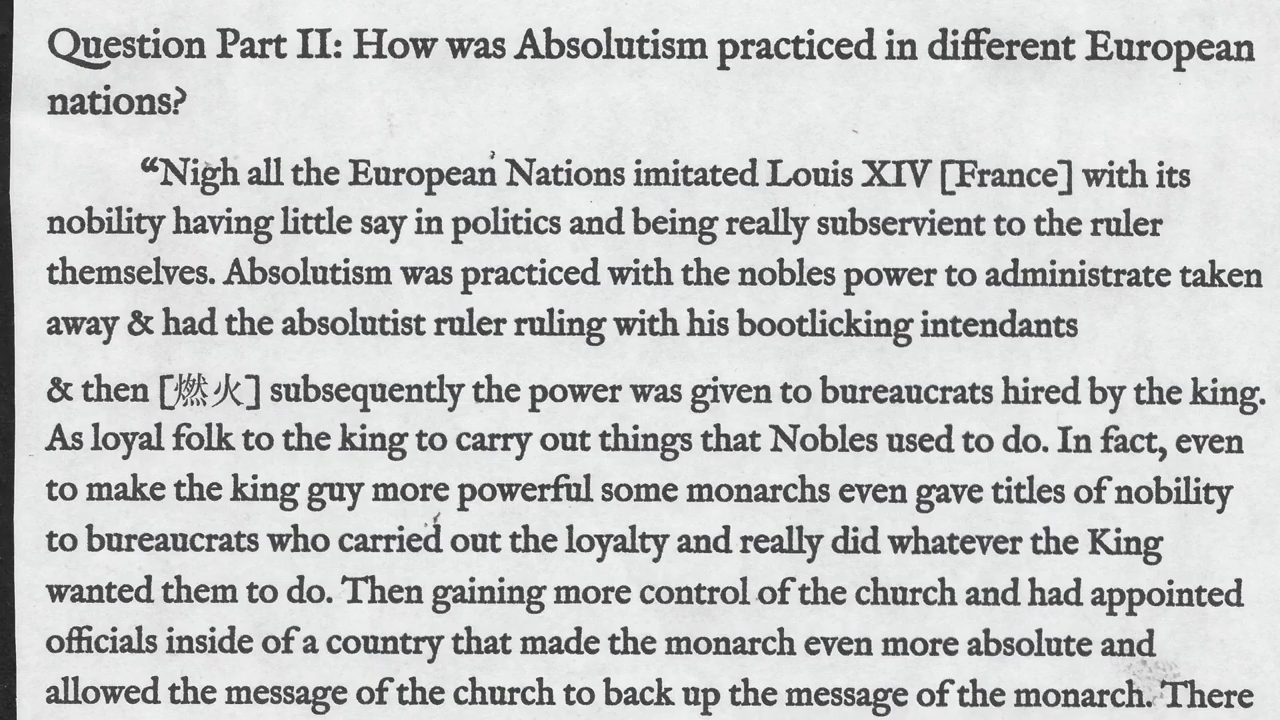 Question Part II: How was Absolutism practiced in different European
nations?
“Nigh all the European Nations imitated Louis XIV [France] with its
nobility having little say in politics and being really subservient to the ruler
themselves. Absolutism was practiced with the nobles power to administrate taken
away & had the absolutist ruler ruling with his bootlicking intendants
& then [燃火] subsequently the power was given to bureaucrats hired by the king.
As loyal folk to the king to carry out things that Nobles used to do. In fact, even
to make the king guy more powerful some monarchs even gave titles of nobility
to bureaucrats who carried out the loyalty and really did whatever the King
wanted them to do. Then gaining more control of the church and had appointed
officials inside of a country that made the monarch even more absolute and
allowed the message of the church to back up the message of the monarch. There